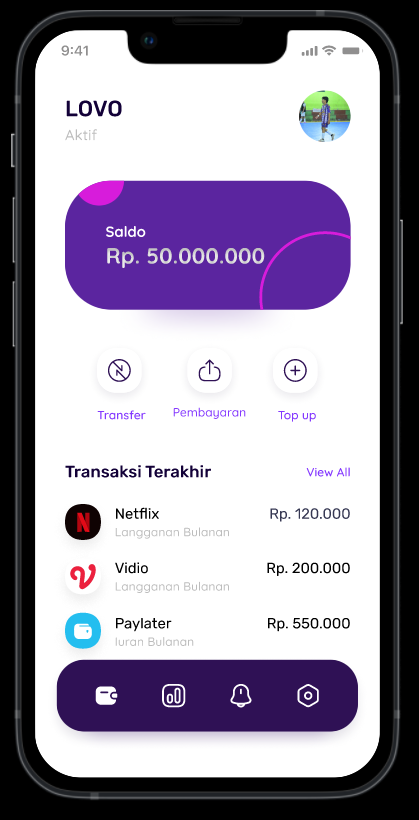 9:41
LOVO
Aktif
Saldo
Rp. 50.000.000
Transfer
Pembayaran
Top up
Transaksi Terakhir
View All
Netflix
Rp. 120.000
Langganan Bulanan
Vidio
Rp. 200.000
Langganan Bulanan
Paylater
Rp. 550.000
Iuran Bulanan